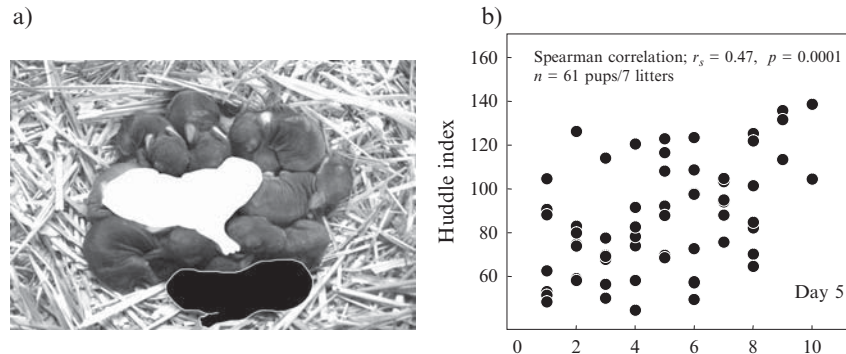 a)
b)
160
140
120
100
80
60
Huddle index
Spearman correlation; rs = 0.47, p = 0.0001
n = 61 pups/7 litters
Day 5
0 2 4 6 8 10